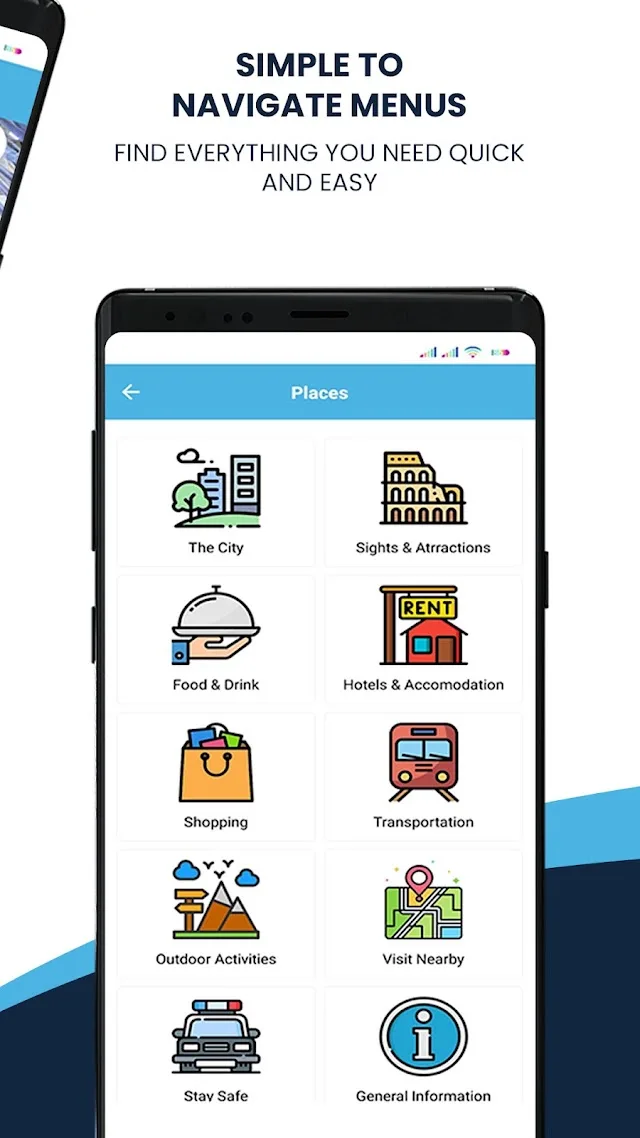 SIMPLE TO
NAVIGATE MENUS
FIND EVERYTHING YOU NEED QUICK
AND EASY
Places
The City
Sights & Atrractions
RENT
Food & Drink
Hotels & Accomodation
Shopping
Transportation
Outdoor Activities
Visit Nearby
Stay Safe
General Information